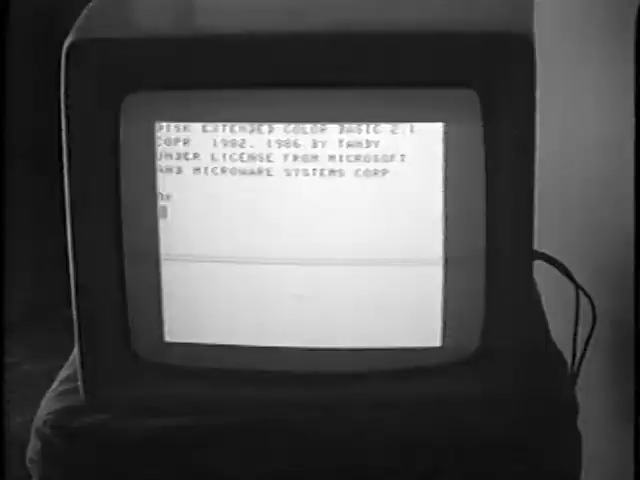 DISK EXTENDED COLOR BASIC 2.1
COPR. 1982, 1986 BY TANDY
UNDER LICENSE FROM MICROSOFT
AND MICROWARE SYSTEMS CORP.
OK